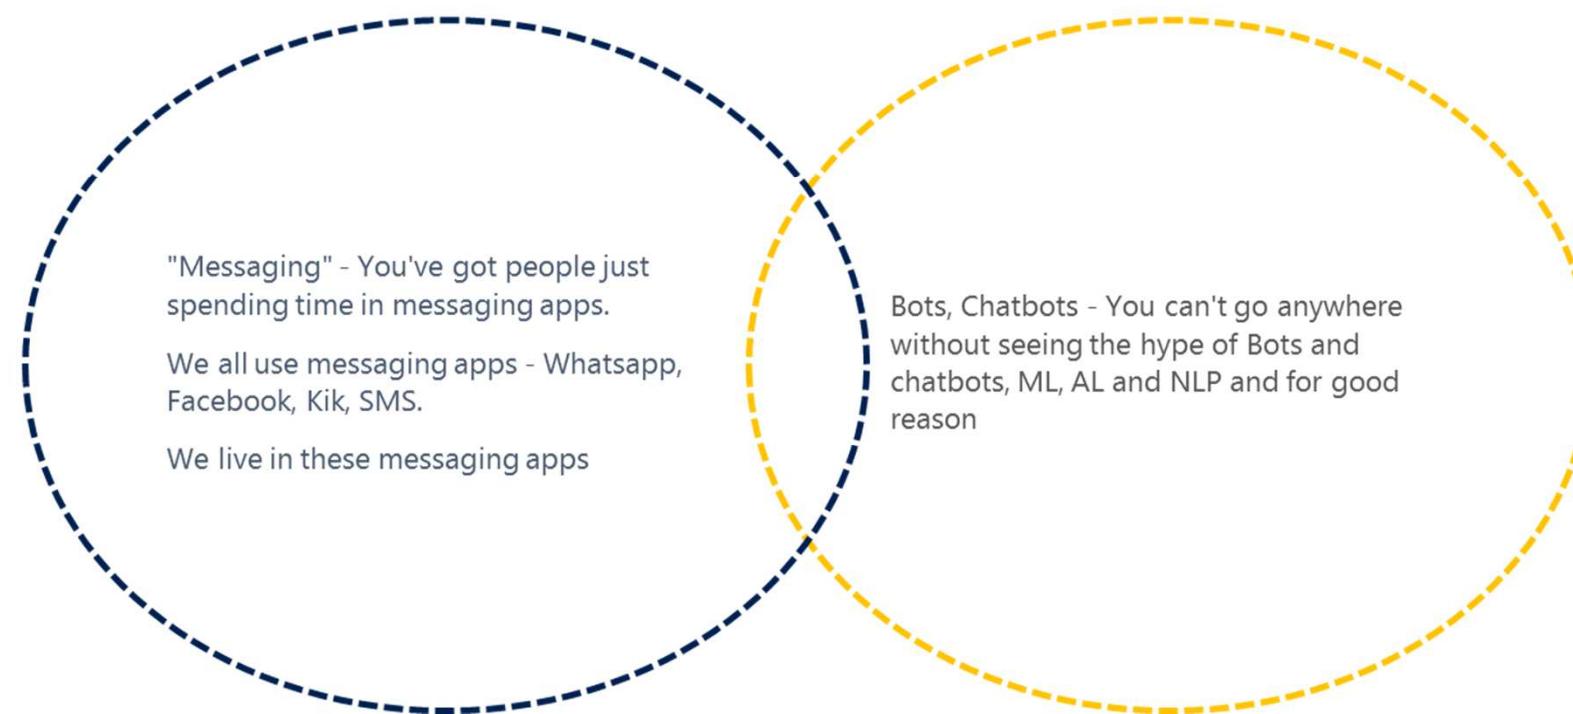 "Messaging" - You've got people just
spending time in messaging apps.
We all use messaging apps - Whatsapp,
Facebook, Kik, SMS.
We live in these messaging apps
Bots, Chatbots - You can't go anywhere
without seeing the hype of Bots and
chatbots, ML, AL and NLP and for good
reason